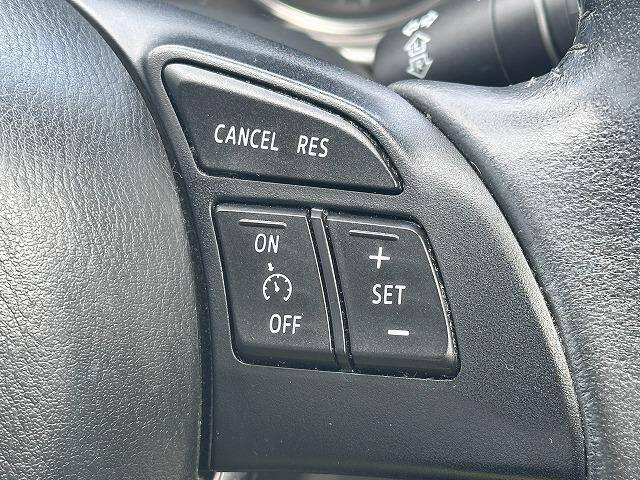 CANCEL RES
ON
OFF
+
SET
-